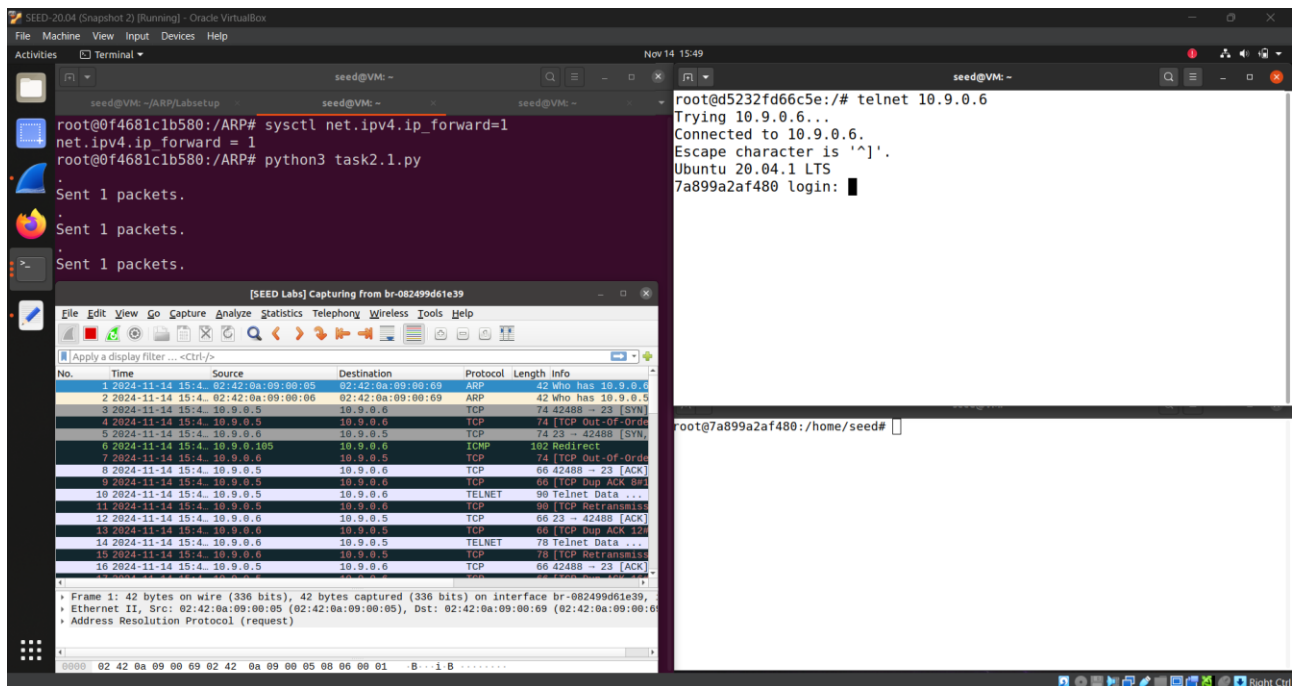 SEED-20.04 (Snapshot 2) [Running] - Oracle VirtualBox
File Machine View Input Devices Help
Activities Terminal Nov 14 15:49
seed@VM: ~
seed@VM: ~/ARP/Labsetup seed@VM: ~ seed@VM: ~
root@0f4681c1b580:/ARP# sysctl net.ipv4.ip_forward=1
net.ipv4.ip_forward = 1
root@0f4681c1b580:/ARP# python3 task2.1.py
.
Sent 1 packets.
.
Sent 1 packets.
.
Sent 1 packets.
[SEED Labs] Capturing from br-082499d61e39
File Edit View Go Capture Analyze Statistics Telephony Wireless Tools Help
Apply a display filter ... <Ctrl-/>
No. Time Source Destination Protocol Length Info
1 2024-11-14 15:4… 02:42:0a:09:00:05 02:42:0a:09:00:69 ARP 42 Who has 10.9.0.6
2 2024-11-14 15:4… 02:42:0a:09:00:06 02:42:0a:09:00:69 ARP 42 Who has 10.9.0.5
3 2024-11-14 15:4… 10.9.0.5 10.9.0.6 TCP 74 42488 → 23 [SYN]
4 2024-11-14 15:4… 10.9.0.5 10.9.0.6 TCP 74 [TCP Out-Of-Orde
5 2024-11-14 15:4… 10.9.0.6 10.9.0.5 TCP 74 23 → 42488 [SYN,
6 2024-11-14 15:4… 10.9.0.105 10.9.0.6 ICMP 102 Redirect
7 2024-11-14 15:4… 10.9.0.6 10.9.0.5 TCP 74 [TCP Out-Of-Orde
8 2024-11-14 15:4… 10.9.0.5 10.9.0.6 TCP 66 42488 → 23 [ACK]
9 2024-11-14 15:4… 10.9.0.5 10.9.0.6 TCP 66 [TCP Dup ACK 8#1
10 2024-11-14 15:4… 10.9.0.5 10.9.0.6 TELNET 90 Telnet Data ...
11 2024-11-14 15:4… 10.9.0.5 10.9.0.6 TCP 90 [TCP Retransmiss
12 2024-11-14 15:4… 10.9.0.6 10.9.0.5 TCP 66 23 → 42488 [ACK]
13 2024-11-14 15:4… 10.9.0.6 10.9.0.5 TCP 66 [TCP Dup ACK 12#
14 2024-11-14 15:4… 10.9.0.6 10.9.0.5 TELNET 78 Telnet Data ...
15 2024-11-14 15:4… 10.9.0.6 10.9.0.5 TCP 78 [TCP Retransmiss
16 2024-11-14 15:4… 10.9.0.5 10.9.0.6 TCP 66 42488 → 23 [ACK]
Frame 1: 42 bytes on wire (336 bits), 42 bytes captured (336 bits) on interface br-082499d61e39,
Ethernet II, Src: 02:42:0a:09:00:05 (02:42:0a:09:00:05), Dst: 02:42:0a:09:00:69 (02:42:0a:09:00:6
Address Resolution Protocol (request)
0000 02 42 0a 09 00 69 02 42 0a 09 00 05 08 06 00 01 ·B···i·B ········
seed@VM: ~
root@d5232fd66c5e:/# telnet 10.9.0.6
Trying 10.9.0.6...
Connected to 10.9.0.6.
Escape character is '^]'.
Ubuntu 20.04.1 LTS
7a899a2af480 login:
root@7a899a2af480:/home/seed#
Right Ctrl